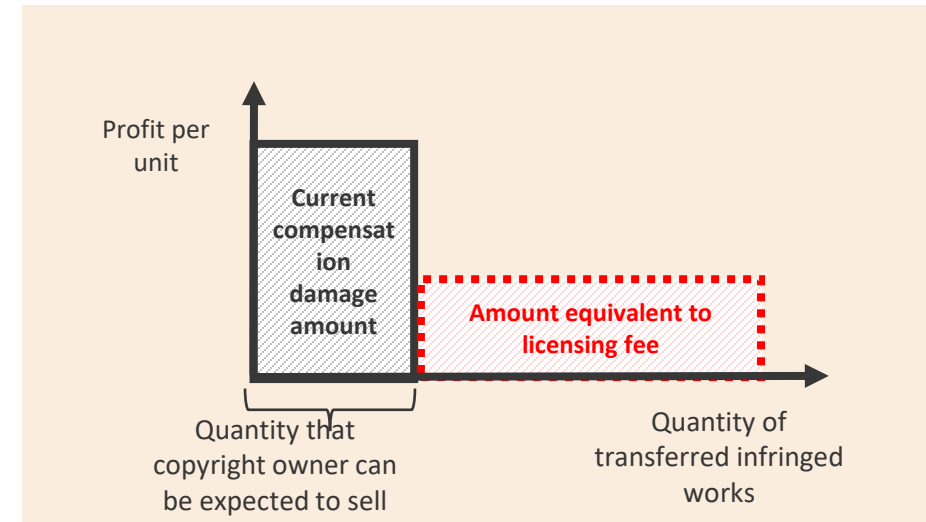 Profit per
unit
Current
compensat
ion
damage
amount
Amount equivalent to
licensing fee
Quantity that
copyright owner can
be expected to sell
Quantity of
transferred infringed
works